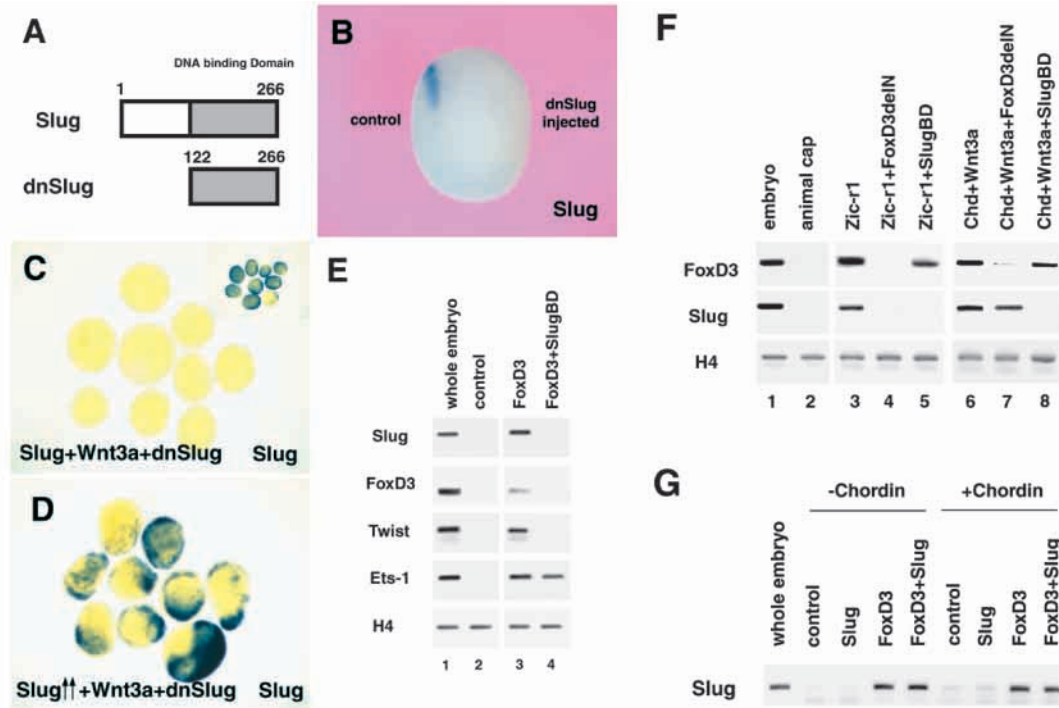 A
DNA binding Domain
1 266
Slug
122 266
dnSlug
B
control
dnSlug
injected
Slug
C
Slug+Wnt3a+dnSlug Slug
D
Slug↑↑+Wnt3a+dnSlug Slug
E
whole embryo
control
FoxD3
FoxD3+SlugBD
Slug
FoxD3
Twist
Ets-1
H4
1 2 3 4
F
embryo
animal cap
Zic-r1
Zic-r1+FoxD3delN
Zic-r1+SlugBD
Chd+Wnt3a
Chd+Wnt3a+FoxD3delN
Chd+Wnt3a+SlugBD
FoxD3
Slug
H4
1 2 3 4 5 6 7 8
G
-Chordin +Chordin
whole embryo
control
Slug
FoxD3
FoxD3+Slug
control
Slug
FoxD3
FoxD3+Slug
Slug